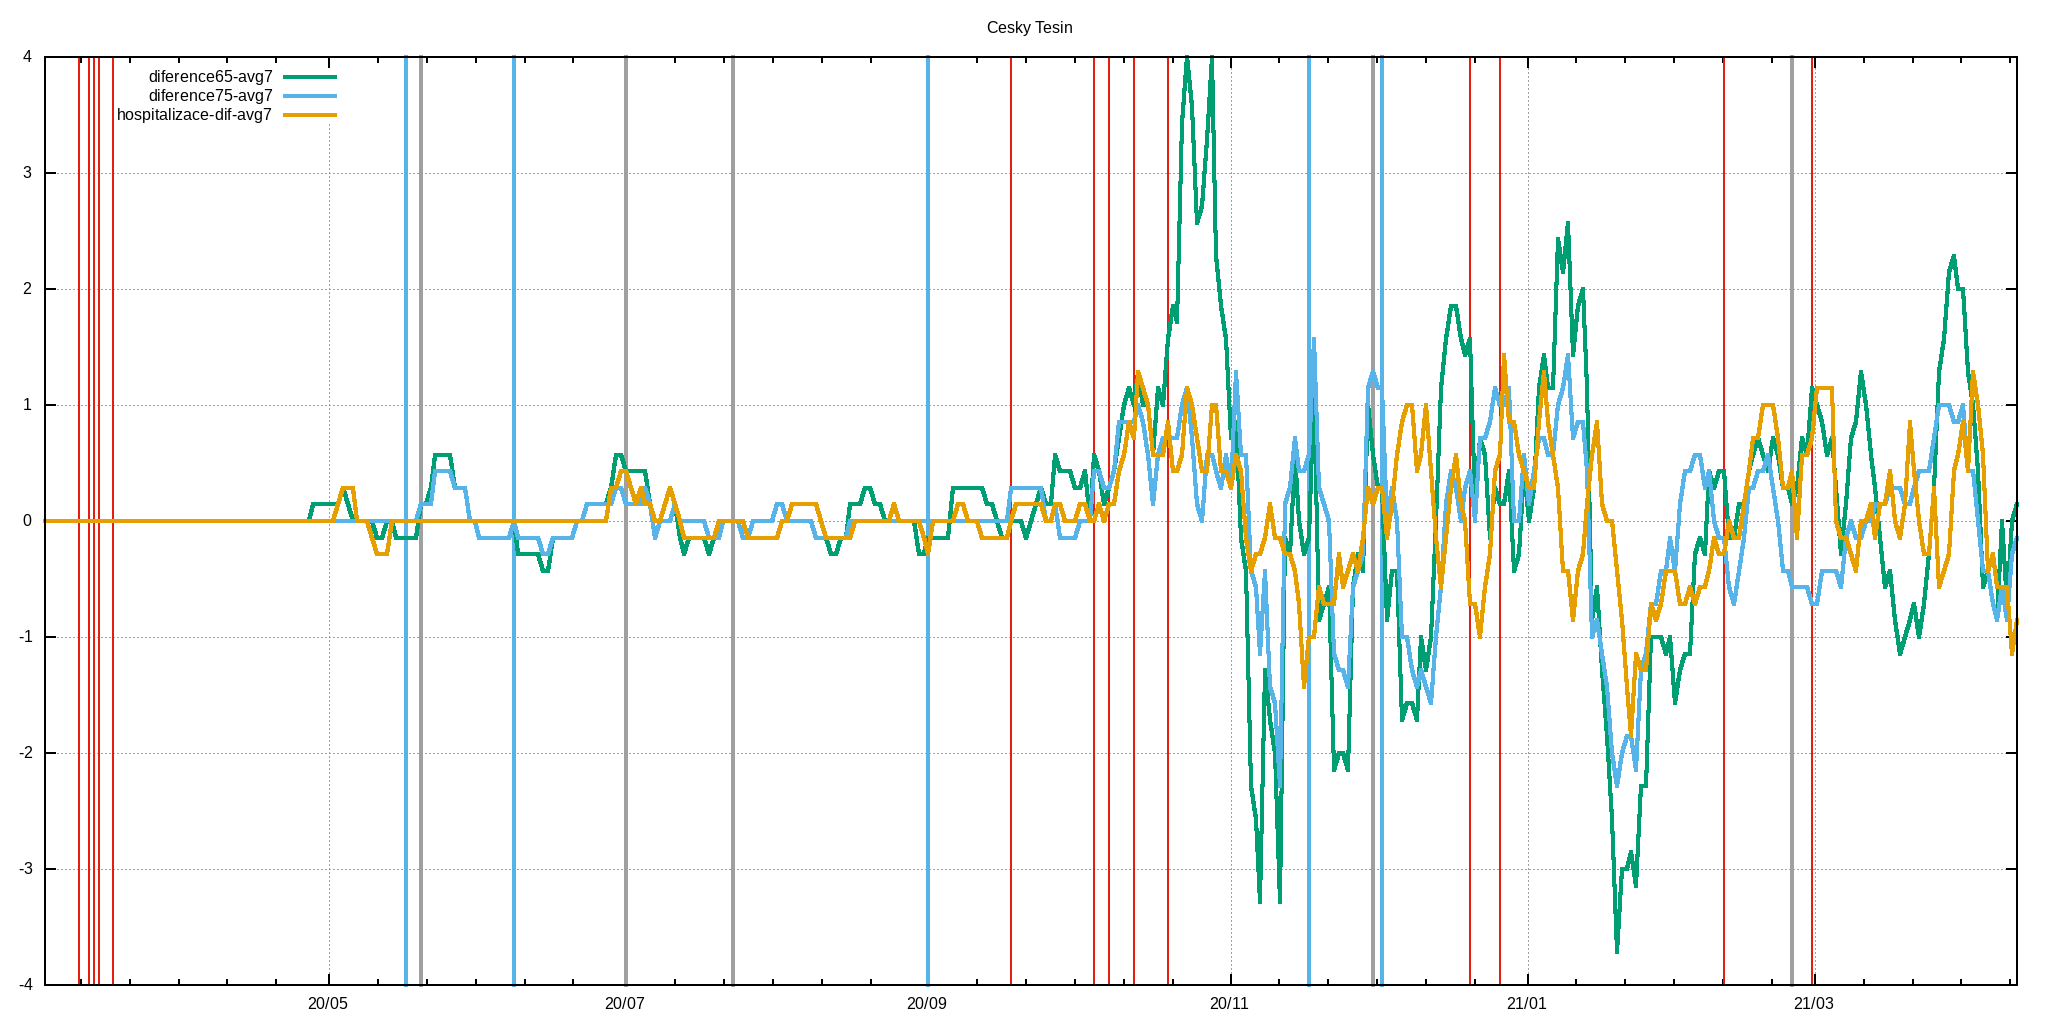 Cesky Tesin
4
diference65-avg7
diference75-avg7
hospitalizace-dif-avg7
3
2
1
0
-1
-2
-3
-4
20/05 20/07 20/09 20/11 21/01 21/03